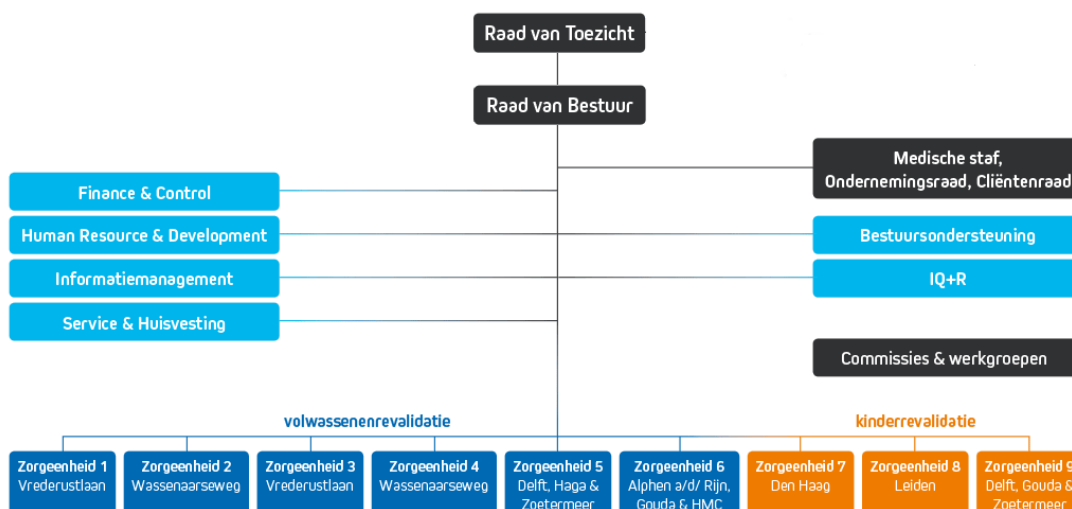 Raad van Toezicht
Raad van Bestuur
Medische staf,
Ondernemingsraad, Cliëntenraad
Finance & Control
Human Resource & Development
Bestuursondersteuning
Informatiemanagement
IQ+R
Service & Huisvesting
Commissies & werkgroepen
volwassenenrevalidatie
kinderrevalidatie
Zorgeenheid 1
Vrederustlaan
Zorgeenheid 2
Wassenaarseweg
Zorgeenheid 3
Vrederustlaan
Zorgeenheid 4
Wassenaarseweg
Zorgeenheid 5
Delft, Haga &
Zoetermeer
Zorgeenheid 6
Alphen a/d/ Rijn,
Gouda & HMC
Zorgeenheid 7
Den Haag
Zorgeenheid 8
Leiden
Zorgeenheid 9
Delft, Gouda &
Zoetermeer